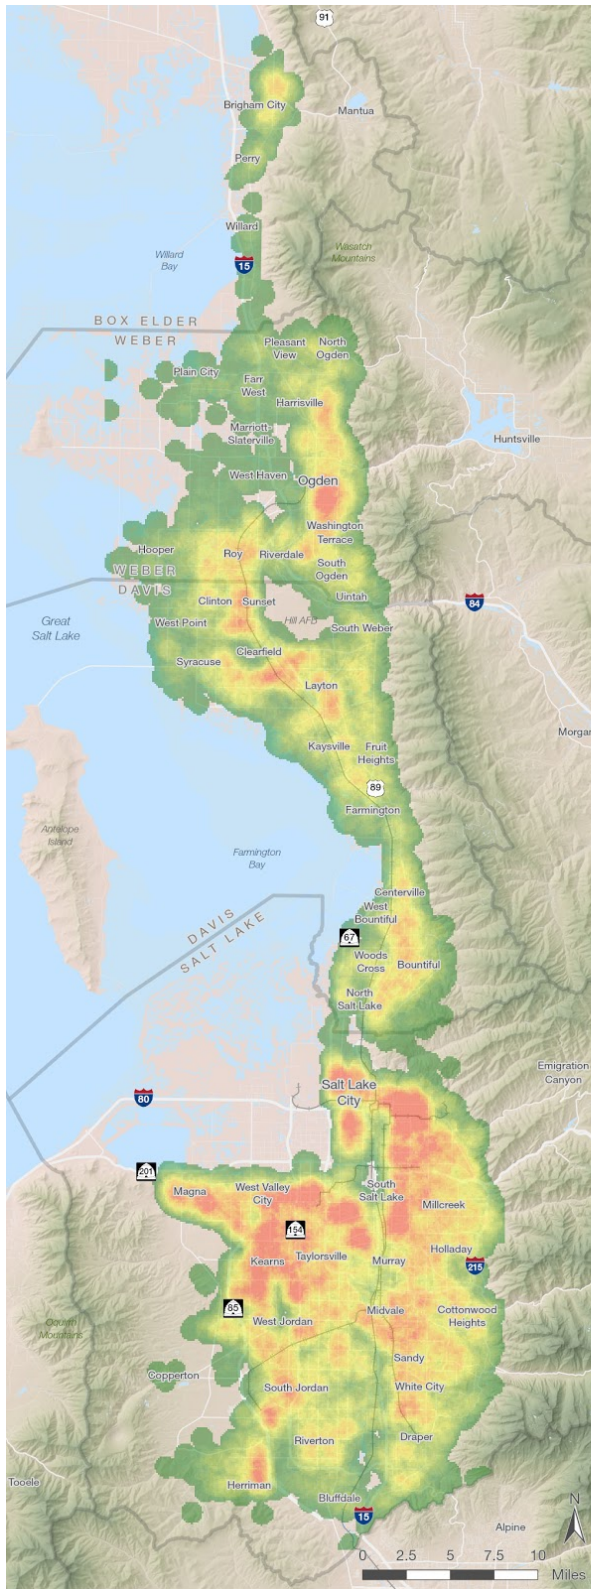 91
Brigham City
Mantua
Perry
Willard
Willard
Bay
Wasatch
Mountains
15
BOX ELDER
WEBER
Pleasant
View
North
Ogden
Plain City
Farr
West
Harrisville
Marriott-
Slaterville
Huntsville
West Haven
Ogden
Washington
Terrace
Hooper
Roy
Riverdale
South
Ogden
WEBER
DAVIS
Uintah
84
Clinton
Sunset
Great
Salt Lake
Hill AFB
West Point
South Weber
Clearfield
Syracuse
Layton
Morgan
Kaysville
Fruit
Heights
89
Farmington
Antelope
Island
Farmington
Bay
Centerville
West
Bountiful
DAVIS
SALT LAKE
67
Woods
Cross
Bountiful
North
Salt Lake
Emigration
Canyon
Salt Lake
City
80
201
Magna
West Valley
City
South
Salt Lake
Millcreek
154
Taylorsville
Murray
Holladay
Kearns
215
85
West Jordan
Midvale
Cottonwood
Heights
Oquirrh
Mountains
Sandy
Copperton
South Jordan
White City
Riverton
Draper
Tooele
Herriman
Bluffdale
15
Alpine
N
0 2.5 5 7.5 10
Miles